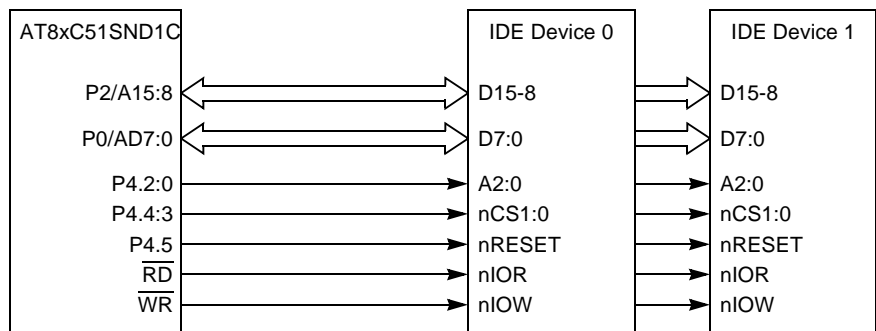 AT8xC51SND1C IDE Device 0 IDE Device 1
P2/A15:8 D15-8 D15-8
P0/AD7:0 D7:0 D7:0
P4.2:0 A2:0 A2:0
P4.4:3 nCS1:0 nCS1:0
P4.5 nRESET nRESET
RD nIOR nIOR
WR nIOW nIOW